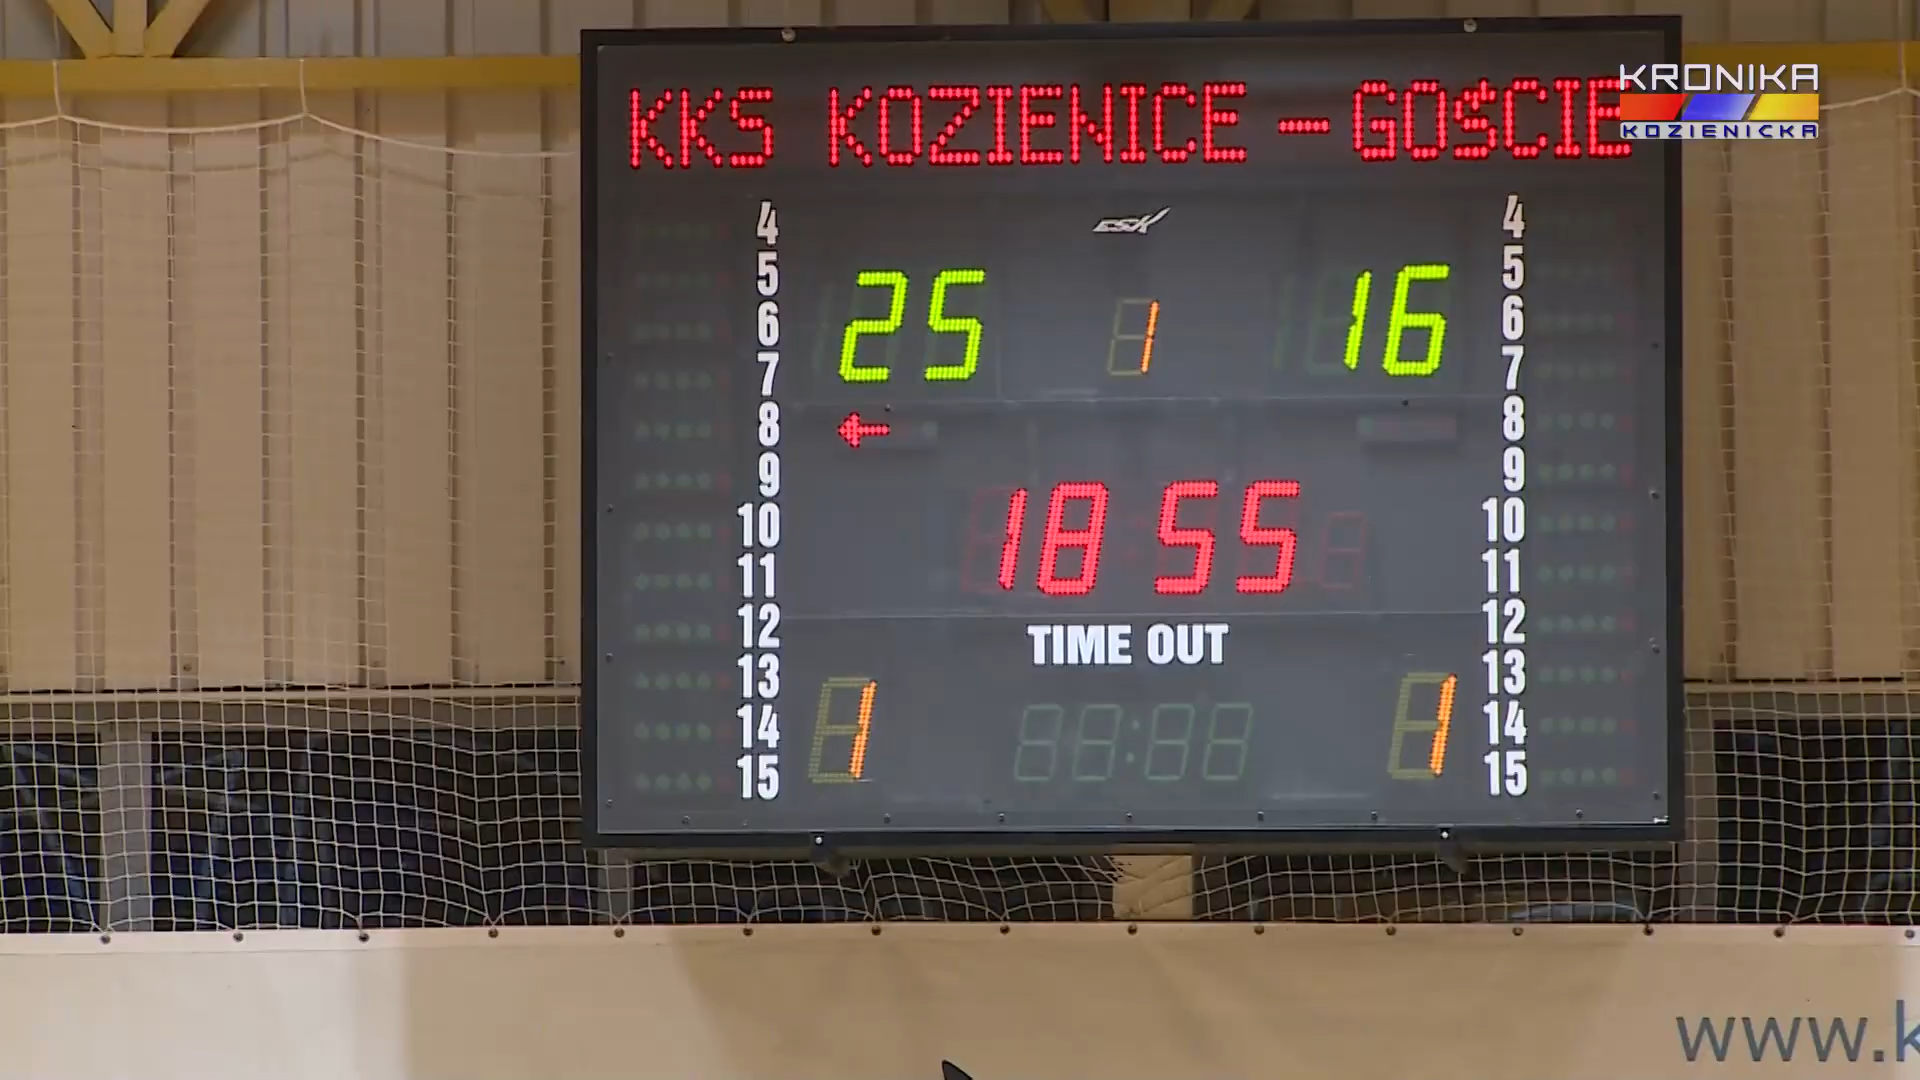 KRONIKA
KOZIENICKA
KKS KOZIENICE - GOŚCIE
ESK
4 4
5 5
25 1 16
6 6
7 7
8 8
9 9
10 10
18 55
11 11
12 12
TIME OUT
13 13
1 1
14 14
15 15
www.k